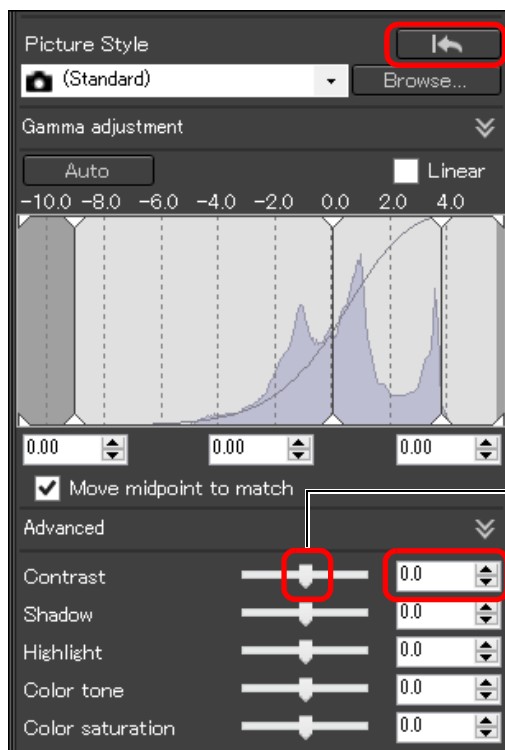 Picture Style
(Standard) Browse...
Gamma adjustment
Auto Linear
-10.0 -8.0 -6.0 -4.0 -2.0 0.0 2.0 4.0
0.00 0.00 0.00
Move midpoint to match
Advanced
Contrast 0.0
Shadow 0.0
Highlight 0.0
Color tone 0.0
Color saturation 0.0